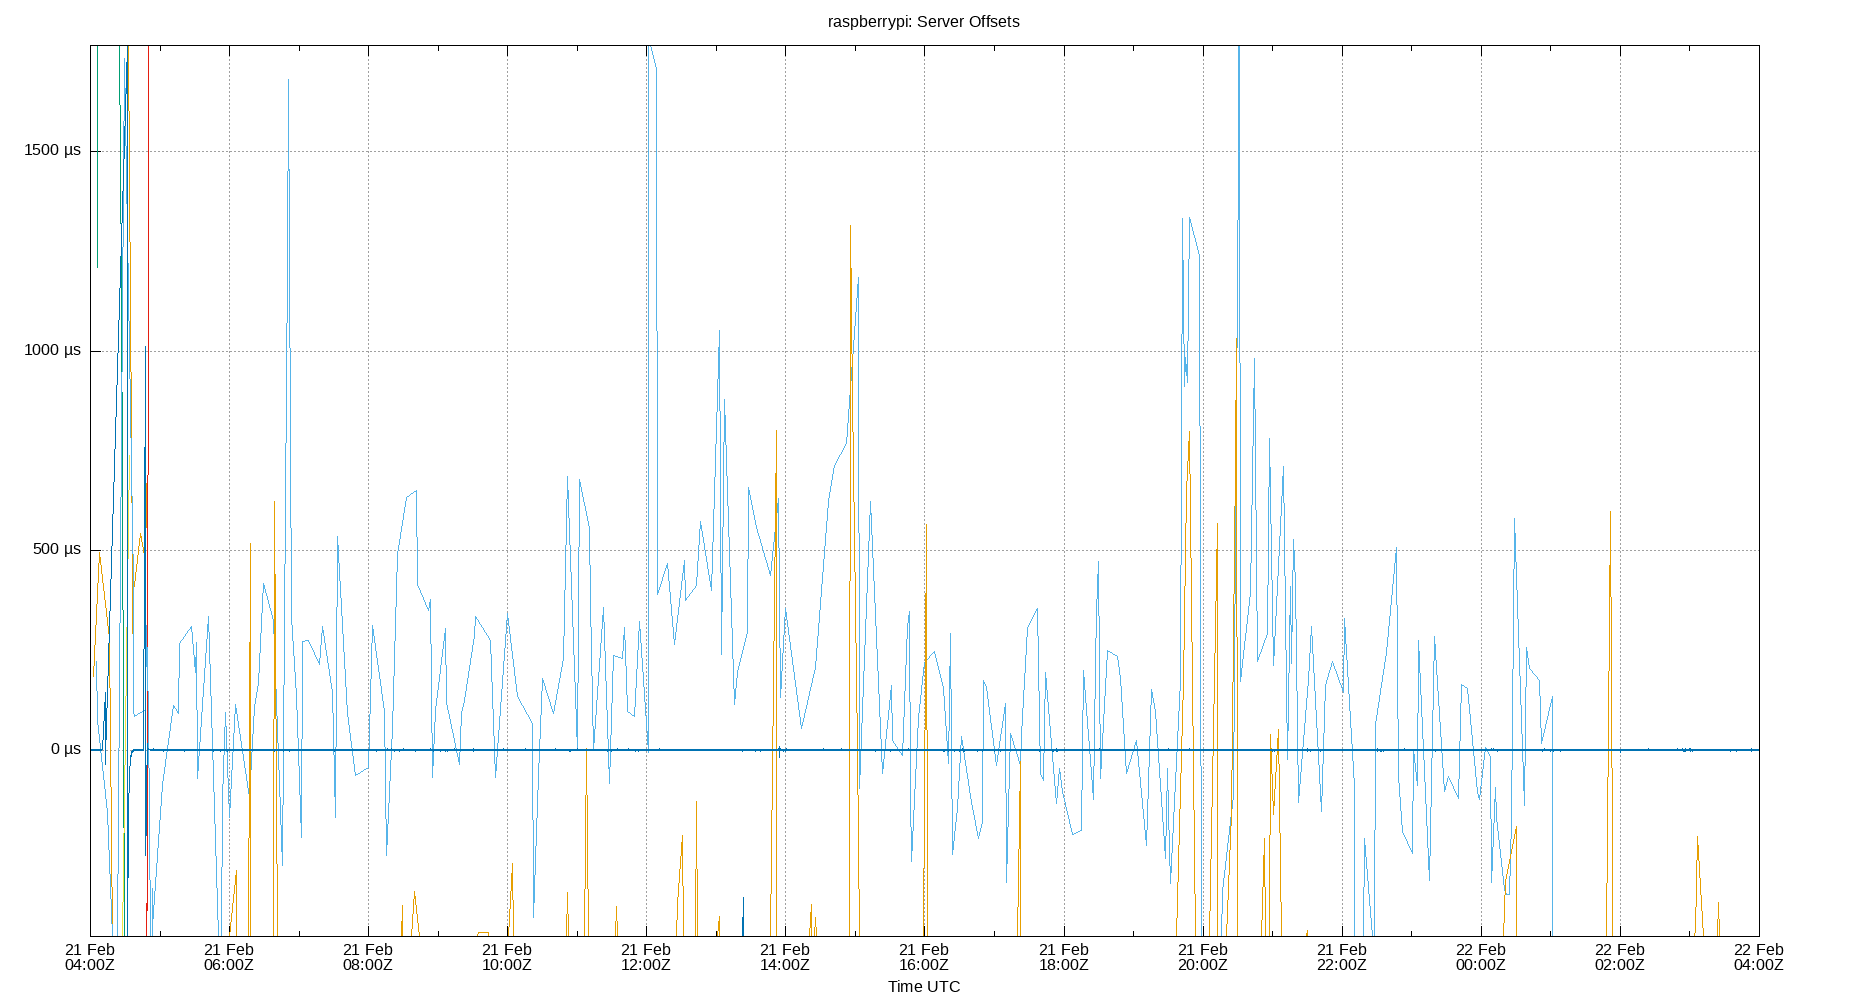 raspberrypi: Server Offsets
1500 µs
1000 µs
500 µs
0 µs
21 Feb 21 Feb 21 Feb 21 Feb 21 Feb 21 Feb 21 Feb 21 Feb 21 Feb 21 Feb 22 Feb 22 Feb 22 Feb
04:00Z 06:00Z 08:00Z 10:00Z 12:00Z 14:00Z 16:00Z 18:00Z 20:00Z 22:00Z 00:00Z 02:00Z 04:00Z
Time UTC